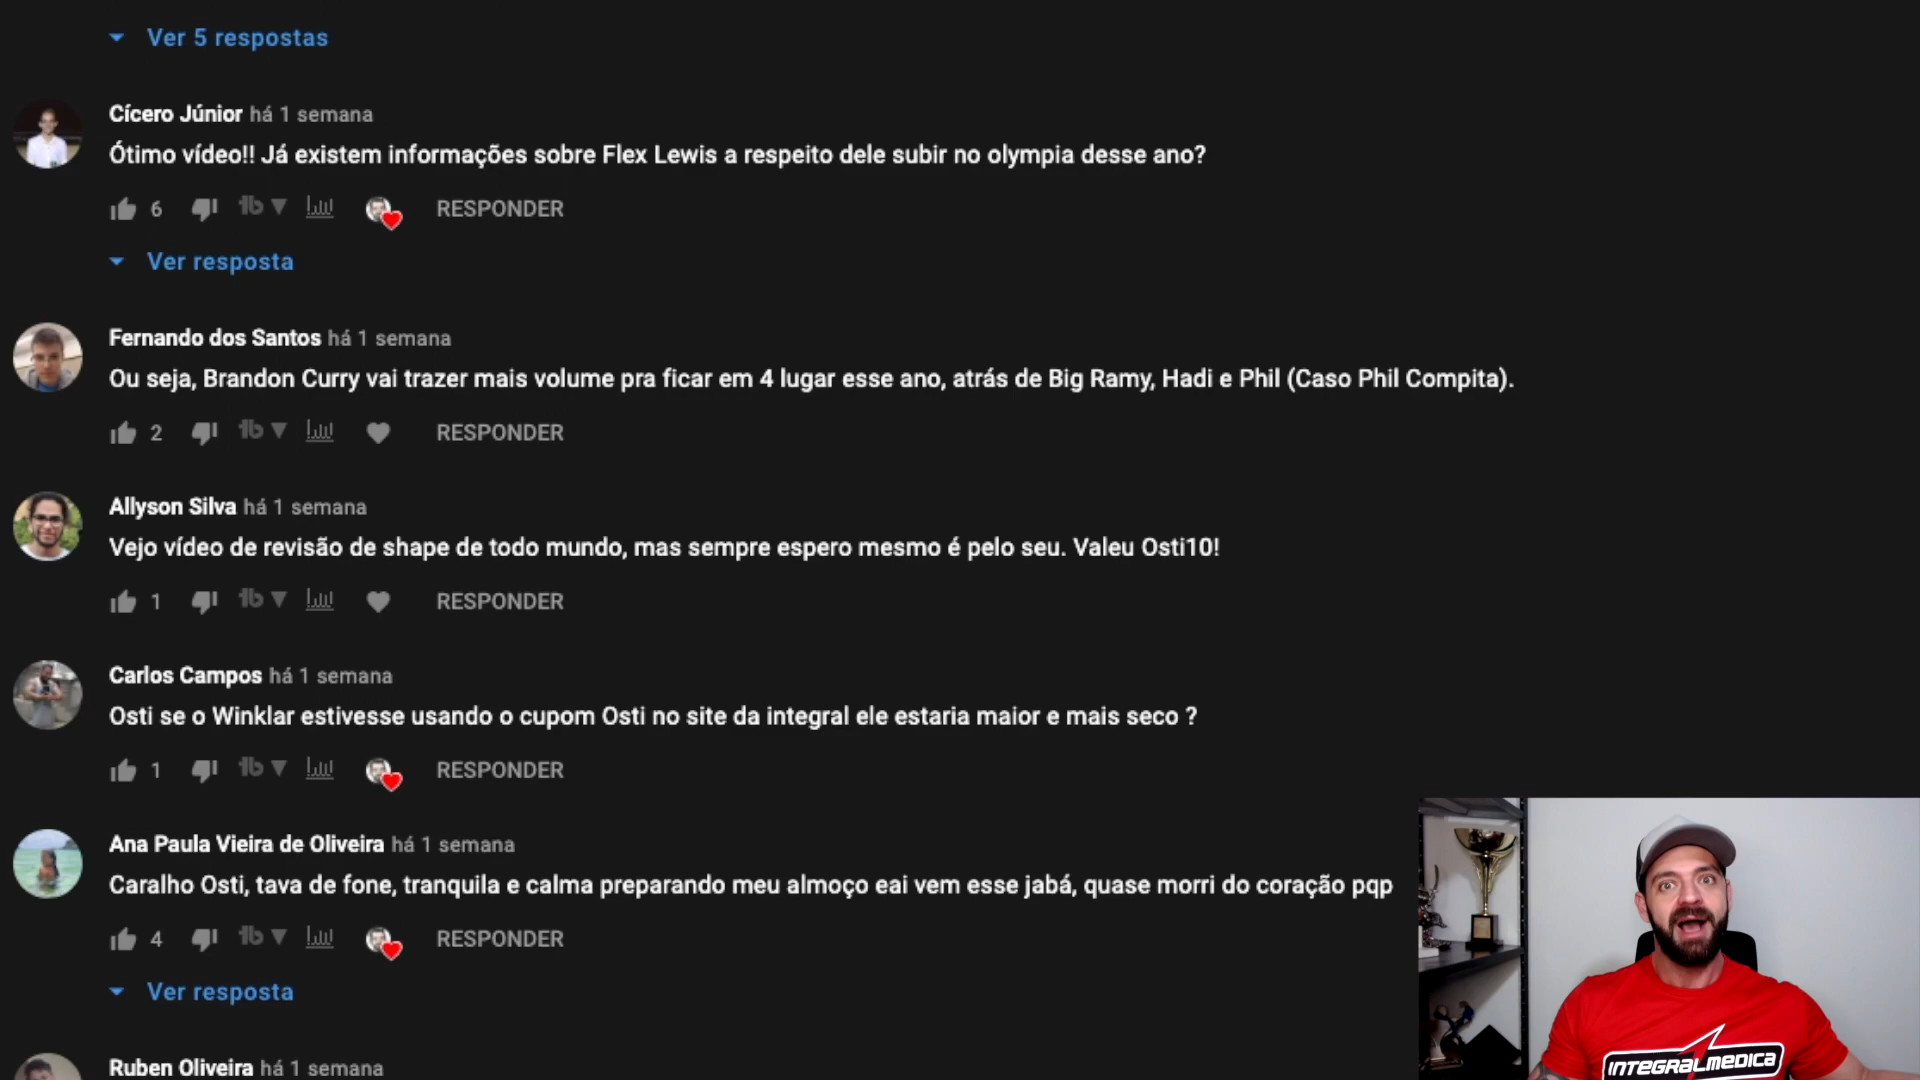 Ver 5 respostas
Cícero Júnior há 1 semana
Ótimo vídeo!! Já existem informações sobre Flex Lewis a respeito dele subir no olympia desse ano?
6 RESPONDER
Ver resposta
Fernando dos Santos há 1 semana
Ou seja, Brandon Curry vai trazer mais volume pra ficar em 4 lugar esse ano, atrás de Big Ramy, Hadi e Phil (Caso Phil Compita).
2 RESPONDER
Allyson Silva há 1 semana
Vejo vídeo de revisão de shape de todo mundo, mas sempre espero mesmo é pelo seu. Valeu Osti10!
1 RESPONDER
Carlos Campos há 1 semana
Osti se o Winklar estivesse usando o cupom Osti no site da integral ele estaria maior e mais seco ?
1 RESPONDER
Ana Paula Vieira de Oliveira há 1 semana
Caralho Osti, tava de fone, tranquila e calma preparando meu almoço eai vem esse jabá, quase morri do coração pqp
4 RESPONDER
Ver resposta
Ruben Oliveira há 1 semana
INTEGRALMEDICA